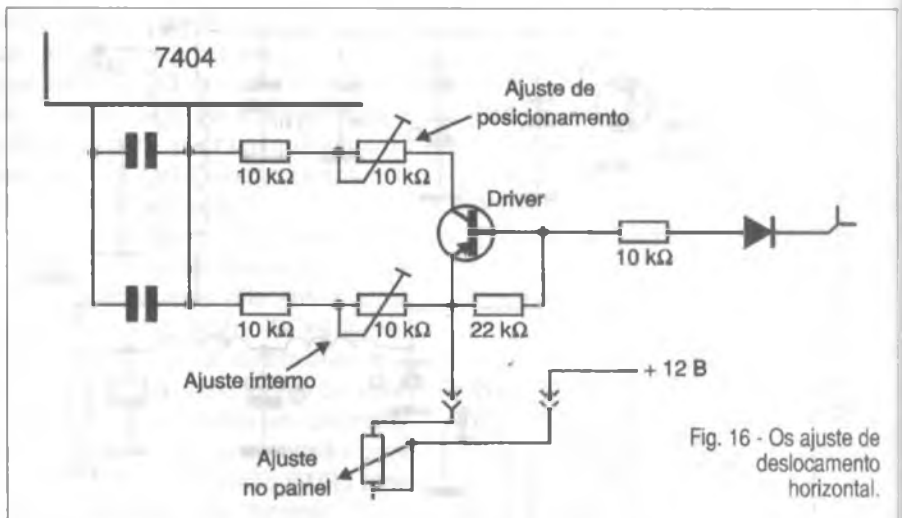 7404
Ajuste de
posicionamento
10 kΩ
10 kΩ
Driver
10 kΩ
10 kΩ
10 kΩ
22 kΩ
Ajuste interno
+ 12 B
Ajuste
no painel
Fig. 16 - Os ajuste de
deslocamento
horizontal.